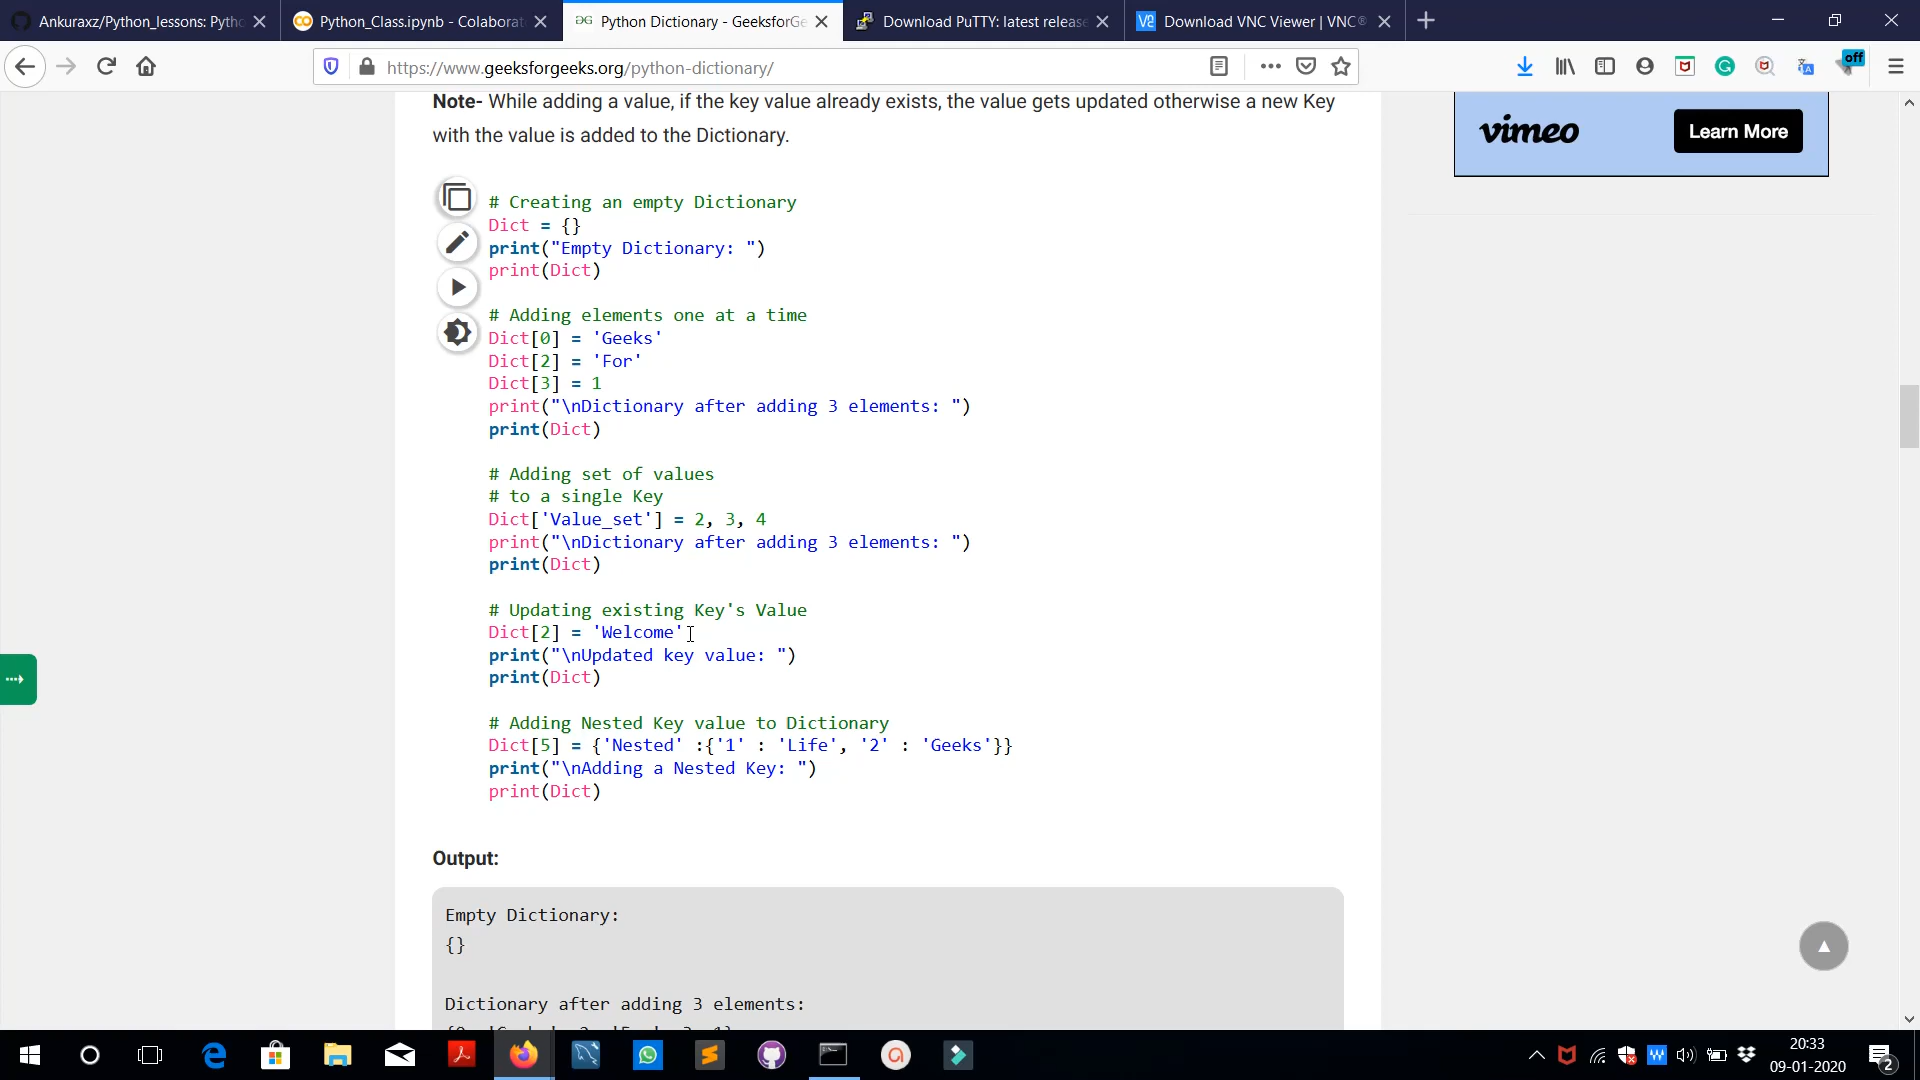 Ankuraxz/Python_lessons: Pytho
Python_Class.ipynb - Colaborat
Python Dictionary - GeeksforGe
Download PuTTY: latest release
Download VNC Viewer | VNC®
https://www.geeksforgeeks.org/python-dictionary/
off
Note- While adding a value, if the key value already exists, the value gets updated otherwise a new Key
with the value is added to the Dictionary.
vimeo
Learn More
# Creating an empty Dictionary
Dict = {}
print("Empty Dictionary: ")
print(Dict)
# Adding elements one at a time
Dict[0] = 'Geeks'
Dict[2] = 'For'
Dict[3] = 1
print("\nDictionary after adding 3 elements: ")
print(Dict)
# Adding set of values
# to a single Key
Dict['Value_set'] = 2, 3, 4
print("\nDictionary after adding 3 elements: ")
print(Dict)
# Updating existing Key's Value
Dict[2] = 'Welcome'
print("\nUpdated key value: ")
print(Dict)
# Adding Nested Key value to Dictionary
Dict[5] = {'Nested' :{'1' : 'Life', '2' : 'Geeks'}}
print("\nAdding a Nested Key: ")
print(Dict)
Output:
Empty Dictionary:
{}
Dictionary after adding 3 elements:
20:33
09-01-2020
2